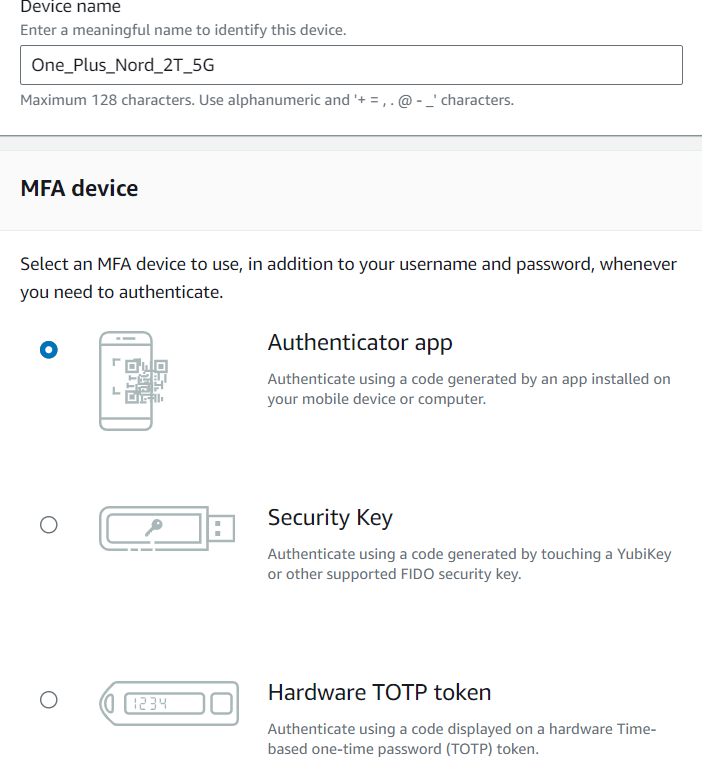 Device name
Enter a meaningful name to identify this device.
One_Plus_Nord_2T_5G
Maximum 128 characters. Use alphanumeric and '+ = , . @ - _' characters.
MFA device
Select an MFA device to use, in addition to your username and password, whenever
you need to authenticate.
Authenticator app
Authenticate using a code generated by an app installed on
your mobile device or computer.
Security Key
Authenticate using a code generated by touching a YubiKey
or other supported FIDO security key.
1234
Hardware TOTP token
Authenticate using a code displayed on a hardware Time-
based one-time password (TOTP) token.